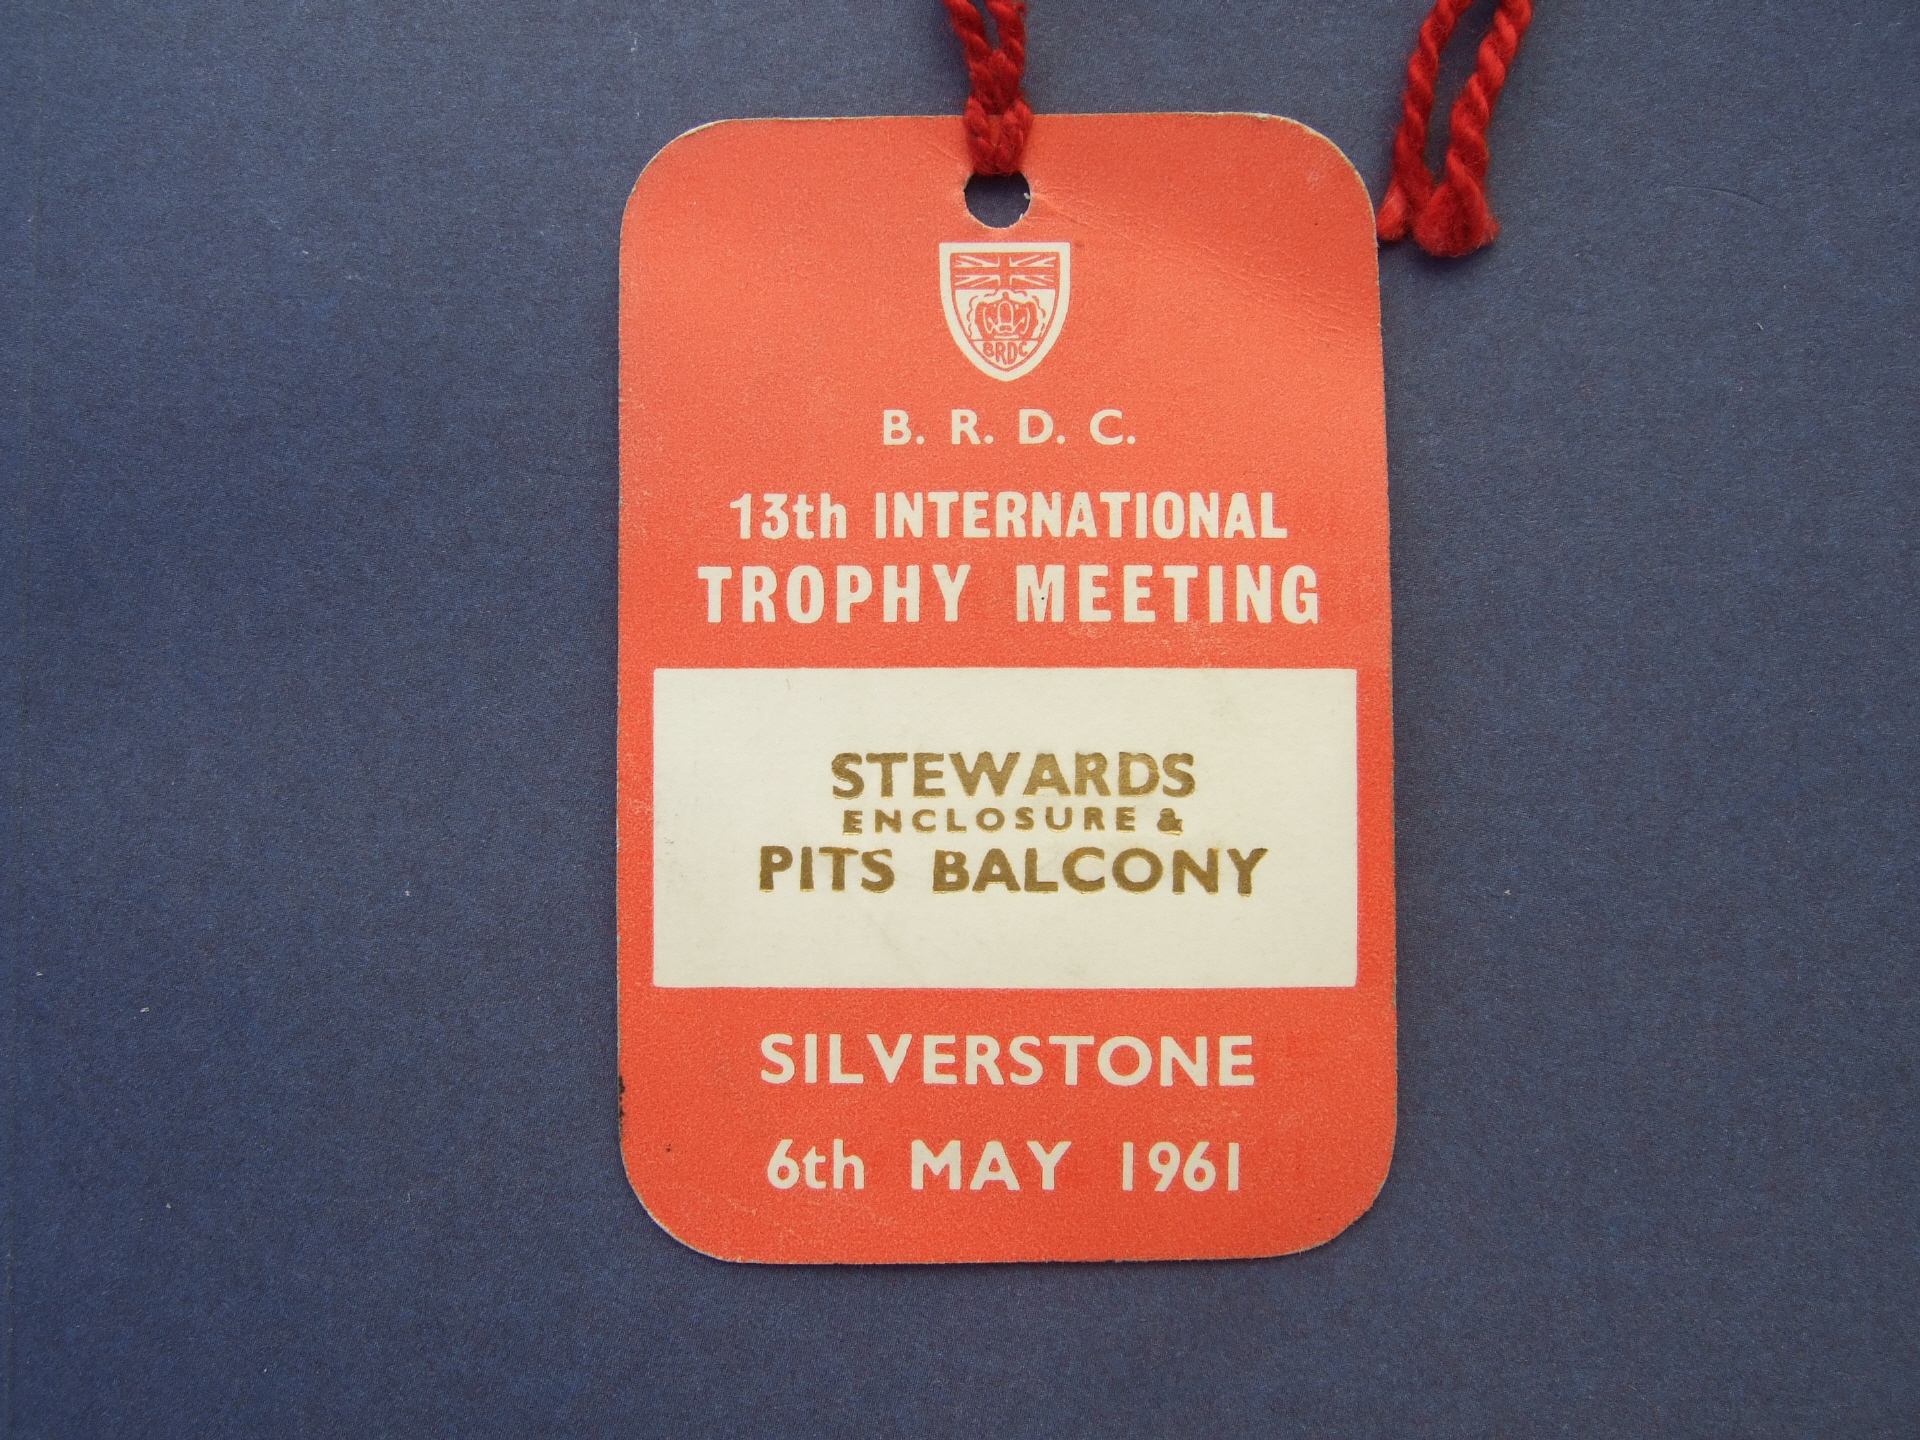 BRDC
B. R. D. C.
13th INTERNATIONAL
TROPHY MEETING
STEWARDS
ENCLOSURE &
PITS BALCONY
SILVERSTONE
6th MAY 1961